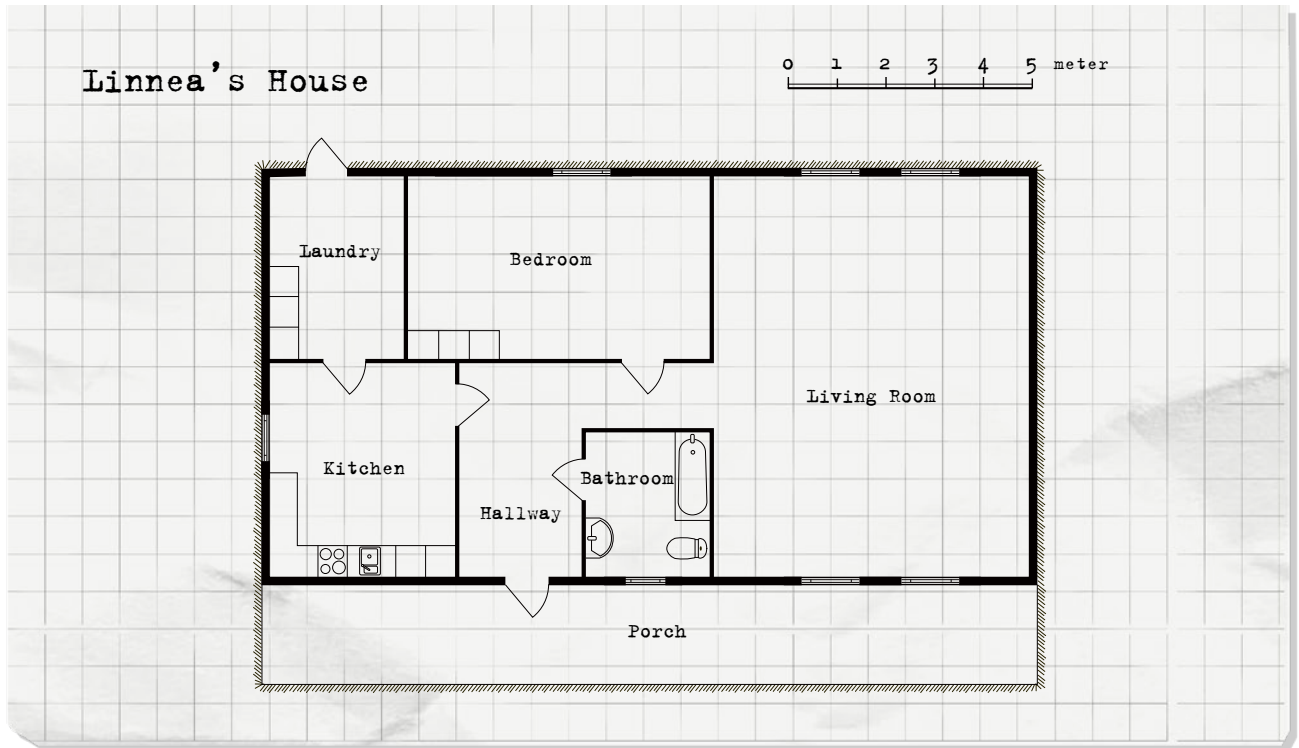 Linnea's House
0 1 2 3 4 5 meter
Laundry
Bedroom
Living Room
Kitchen
Bathroom
Hallway
Porch